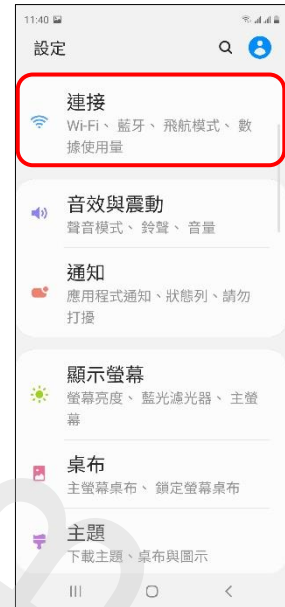 11:40
設定
連接
Wi-Fi、 藍牙、 飛航模式、 數
據使用量
音效與震動
聲音模式、 鈴聲、 音量
通知
應用程式通知、狀態列、請勿
打擾
顯示螢幕
螢幕亮度、 藍光濾光器、 主螢
幕
桌布
主螢幕桌布、 鎖定螢幕桌布
主題
下載主題、桌布與圖示